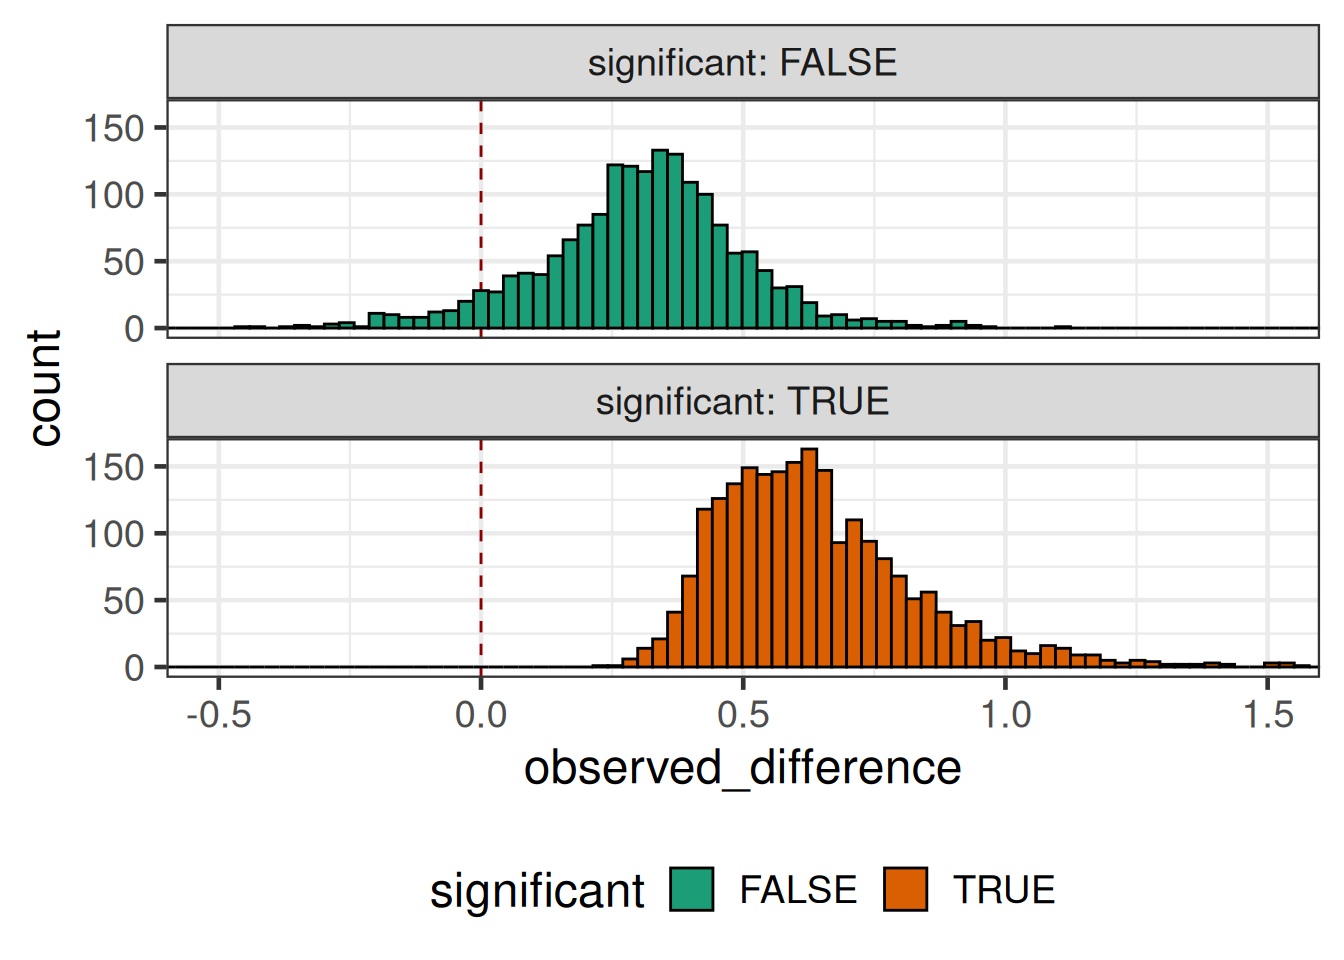 significant: FALSE
150
100
50
0
count
significant: TRUE
150
100
50
0
-0.5 0.0 0.5 1.0 1.5
observed_difference
significant FALSE TRUE